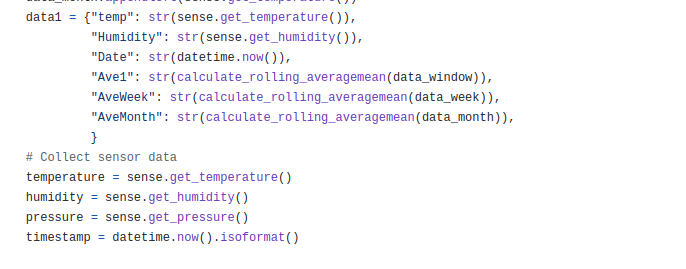 data1 = {"temp": str(sense.get_temperature()),
"Humidity": str(sense.get_humidity()),
"Date": str(datetime.now()),
"Ave1": str(calculate_rolling_averagemean(data_window)),
"AveWeek": str(calculate_rolling_averagemean(data_week)),
"AveMonth": str(calculate_rolling_averagemean(data_month)),
}
# Collect sensor data
temperature = sense.get_temperature()
humidity = sense.get_humidity()
pressure = sense.get_pressure()
timestamp = datetime.now().isoformat()